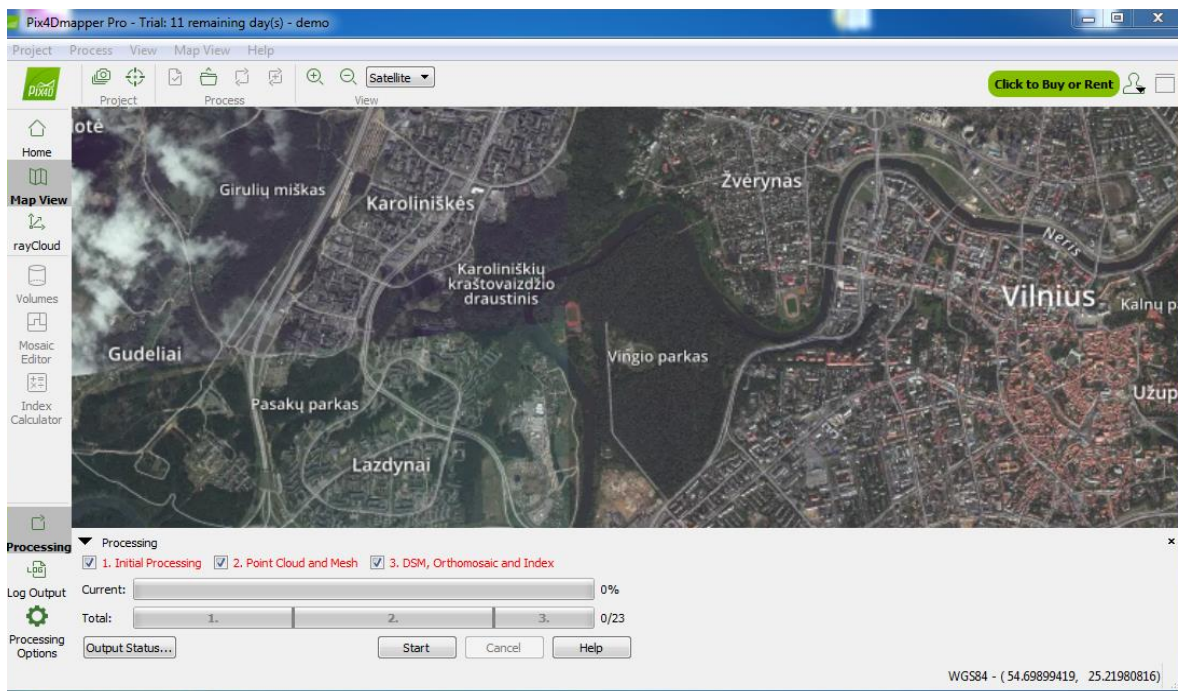 Pix4Dmapper Pro - Trial: 11 remaining day(s) - demo
Project Process View Map View Help
Satellite
Click to Buy or Rent
PIX4D
Project Process View
Home
Map View
rayCloud
Volumes
Mosaic
Editor
Index
Calculator
otė
Girulių miškas
Karoliniškės
Žvėrynas
Neris
Karoliniškių
kraštovaizdžio
draustinis
Vilnius
Kalnų p
Gudeliai
Vingio parkas
Pasakų parkas
Užup
Lazdynai
Processing
Log Output
Processing
Options
Processing
1. Initial Processing 2. Point Cloud and Mesh 3. DSM, Orthomosaic and Index
Current: 0%
Total: 1. 2. 3. 0/23
Output Status... Start Cancel Help
WGS84 - ( 54.69899419, 25.21980816)